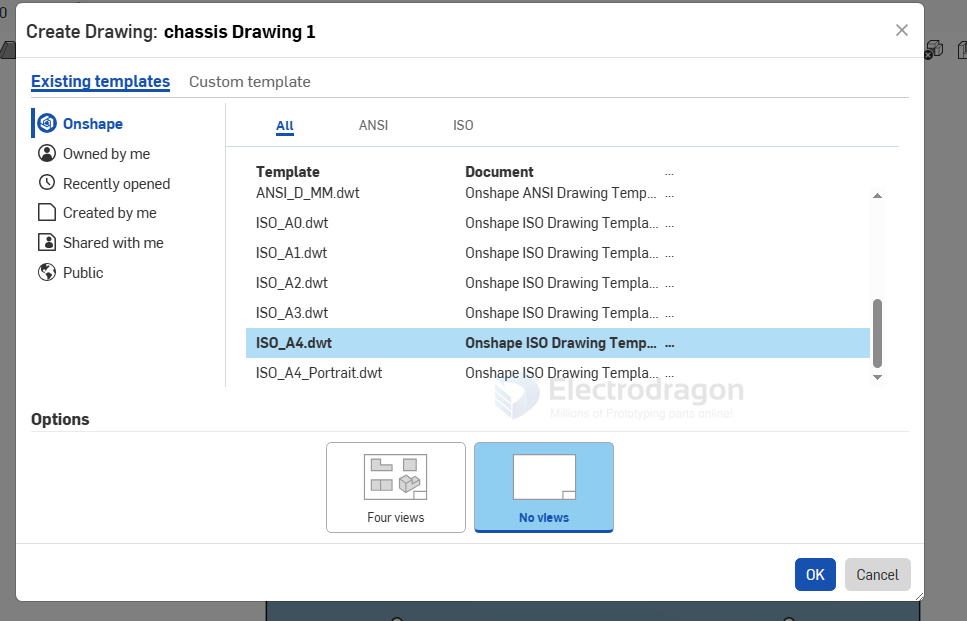 Create Drawing: chassis Drawing 1
Existing templates Custom template
Onshape
Owned by me
Recently opened
Created by me
Shared with me
Public
All ANSI ISO
Template Document ...
ANSI_D_MM.dwt Onshape ANSI Drawing Temp... ...
ISO_A0.dwt Onshape ISO Drawing Templa... ...
ISO_A1.dwt Onshape ISO Drawing Templa... ...
ISO_A2.dwt Onshape ISO Drawing Templa... ...
ISO_A3.dwt Onshape ISO Drawing Templa... ...
ISO_A4.dwt Onshape ISO Drawing Temp... ...
ISO_A4_Portrait.dwt Onshape ISO Drawing Templa... ...
Electrodragon
Millions of Prototyping parts online!
Options
Four views No views
OK Cancel